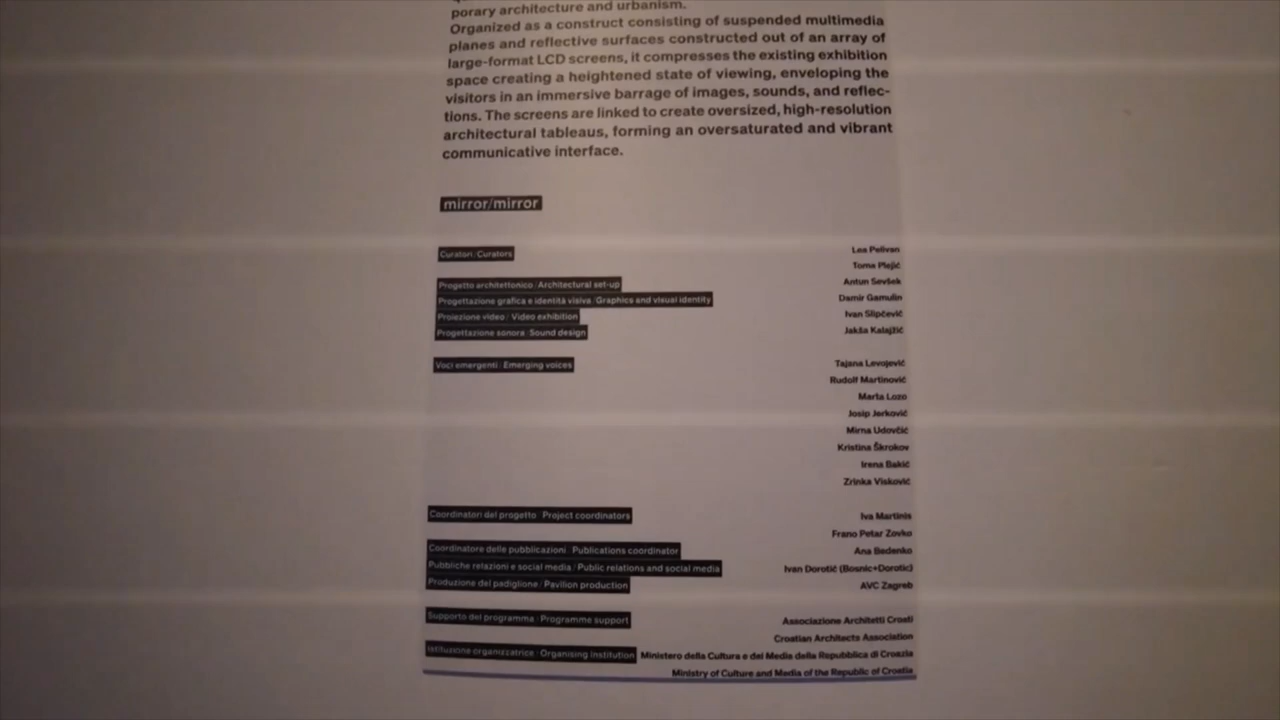 porary architecture and urbanism.
Organized as a construct consisting of suspended multimedia
planes and reflective surfaces constructed out of an array of
large-format LCD screens, it compresses the existing exhibition
space creating a heightened state of viewing, enveloping the
visitors in an immersive barrage of images, sounds, and reflec-
tions. The screens are linked to create oversized, high-resolution
architectural tableaus, forming an oversaturated and vibrant
communicative interface.
mirror/mirror
Curatori/Curators Lea Pelivan
Toma Plejić
Progetto architettonico/Architectural set-up Antun Sevšek
Progettazione grafica e identità visiva/Graphics and visual identity Damir Gamulin
Proiezione video/Video exhibition Ivan Slipčević
Progettazione sonora/Sound design Jakša Kalajžić
Voci emergenti/Emerging voices Tajana Levojević
Rudolf Martinović
Marta Lozo
Josip Jerković
Mirna Udovčić
Kristina Škrokov
Irena Bakić
Zrinka Visković
Coordinatori del progetto/Project coordinators Iva Martinis
Frano Petar Zovko
Coordinatore delle pubblicazioni/Publications coordinator Ana Bedenko
Pubbliche relazioni e social media/Public relations and social media Ivan Dorotić (Bosnic+Dorotic)
Produzione del padiglione/Pavilion production AVC Zagreb
Supporto del programma/Programme support Associazione Architetti Croati
Croatian Architects Association
Istituzione organizzatrice/Organising institution Ministero della Cultura e dei Media della Repubblica di Croazia
Ministry of Culture and Media of the Republic of Croatia